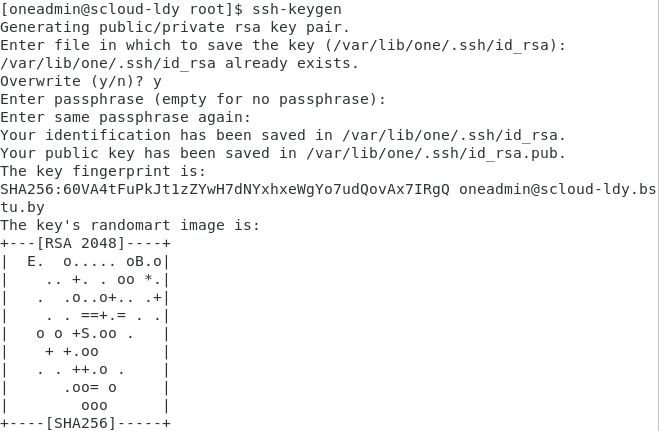 [oneadmin@scloud-ldy root]$ ssh-keygen
Generating public/private rsa key pair.
Enter file in which to save the key (/var/lib/one/.ssh/id_rsa):
/var/lib/one/.ssh/id_rsa already exists.
Overwrite (y/n)? y
Enter passphrase (empty for no passphrase):
Enter same passphrase again:
Your identification has been saved in /var/lib/one/.ssh/id_rsa.
Your public key has been saved in /var/lib/one/.ssh/id_rsa.pub.
The key fingerprint is:
SHA256:60VA4tFuPkJt1zZYwH7dNYxhxeWgYo7udQovAx7IRgQ oneadmin@scloud-ldy.bs
tu.by
The key's randomart image is:
+---[RSA 2048]----+
|  E.  o..... oB.o|
|    .. +. . oo *.|
|   .  .o..o+.. .+|
|    . . ==+.= . .|
|   o o +S.oo .   |
|    + +.oo       |
|   . . ++.o .    |
|      .oo= o     |
|        ooo      |
+----[SHA256]-----+